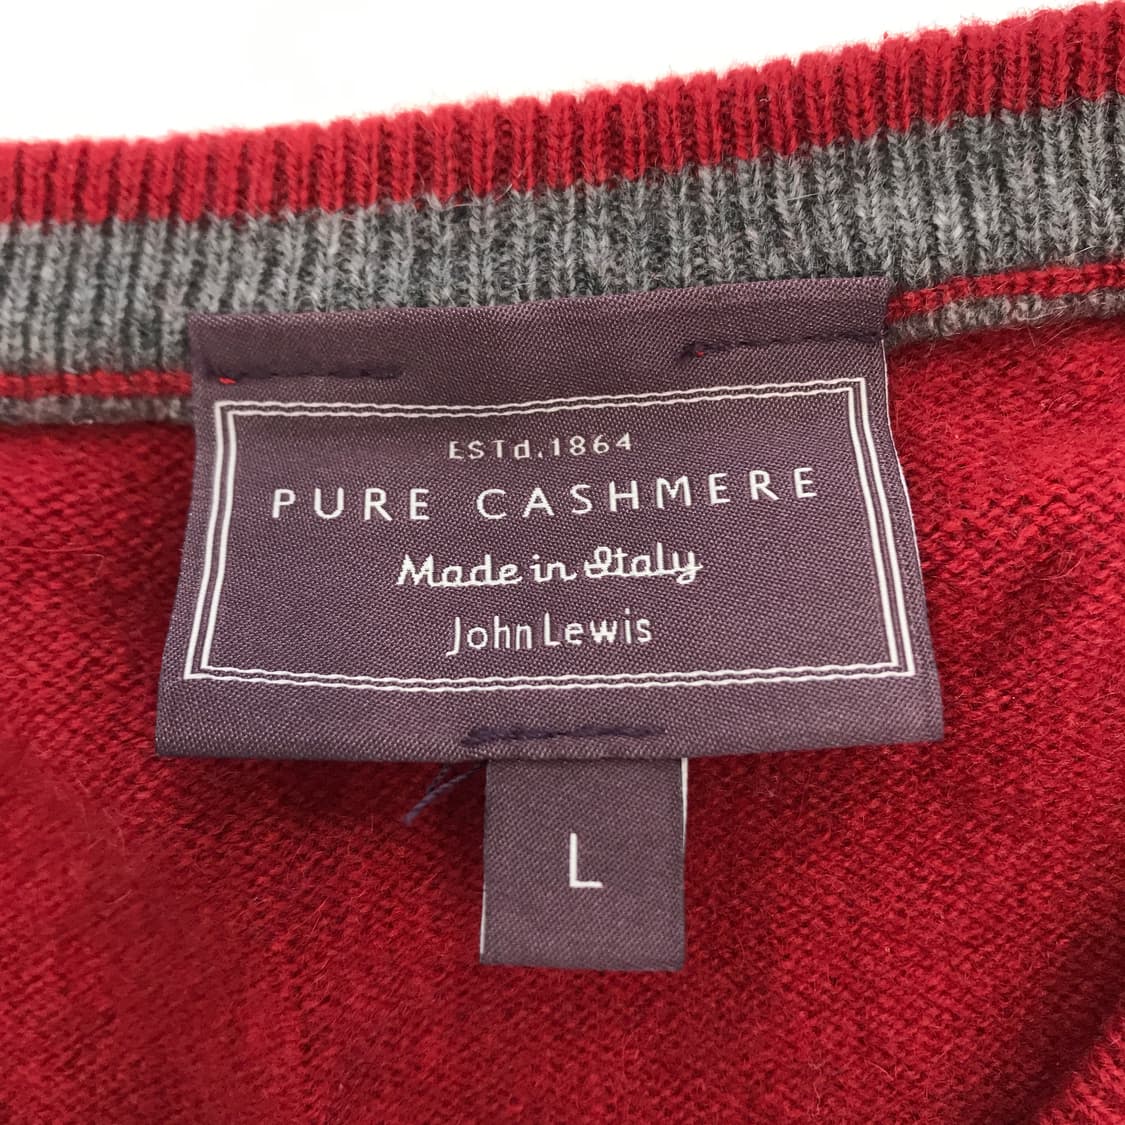 ESTd.1864
PURE CASHMERE
Made in Italy
John Lewis
L